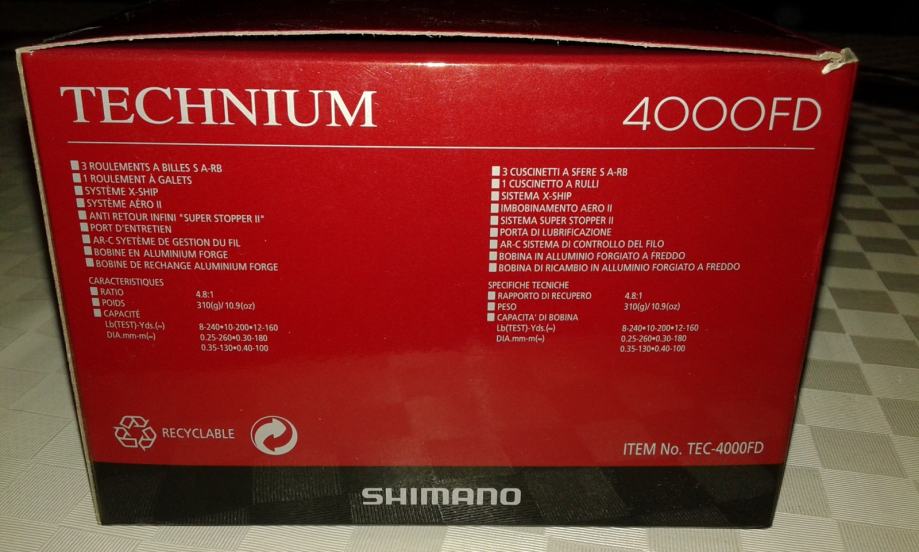 TECHNIUM
4000FD
■ 3 ROULEMENTS A BILLES S A-RB
■ 1 ROULEMENT À GALETS
■ SYSTÈME X-SHIP
■ SYSTÈME AÉRO II
■ ANTI RETOUR INFINI "SUPER STOPPER II"
■ PORT D'ENTRETIEN
■ AR-C SYETÈME DE GESTION DU FIL
■ BOBINE EN ALUMINIUM FORGE
■ BOBINE DE RECHANGE ALUMINIUM FORGE
CARACTERISTIQUES
■ RATIO 4.8:1
■ POIDS 310(g)/ 10.9(oz)
■ CAPACITÉ
Lb(TEST)-Yds.(∞) 8-240•10-200•12-160
DIA.mm-m(∞) 0.25-260•0.30-180
0.35-130•0.40-100
■ 3 CUSCINETTI A SFERE S A-RB
■ 1 CUSCINETTO A RULLI
■ SISTEMA X-SHIP
■ IMBOBINAMENTO AERO II
■ SISTEMA SUPER STOPPER II
■ PORTA DI LUBRIFICAZIONE
■ AR-C SISTEMA DI CONTROLLO DEL FILO
■ BOBINA IN ALLUMINIO FORGIATO A FREDDO
■ BOBINA DI RICAMBIO IN ALLUMINIO FORGIATO A FREDDO
SPECIFICHE TECNICHE
■ RAPPORTO DI RECUPERO 4.8:1
■ PESO 310(g)/ 10.9(oz)
■ CAPACITA' DI BOBINA
Lb(TEST)-Yds.(∞) 8-240•10-200•12-160
DIA.mm-m(∞) 0.25-260•0.30-180
0.35-130•0.40-100
RECYCLABLE
ITEM No. TEC-4000FD
SHIMANO